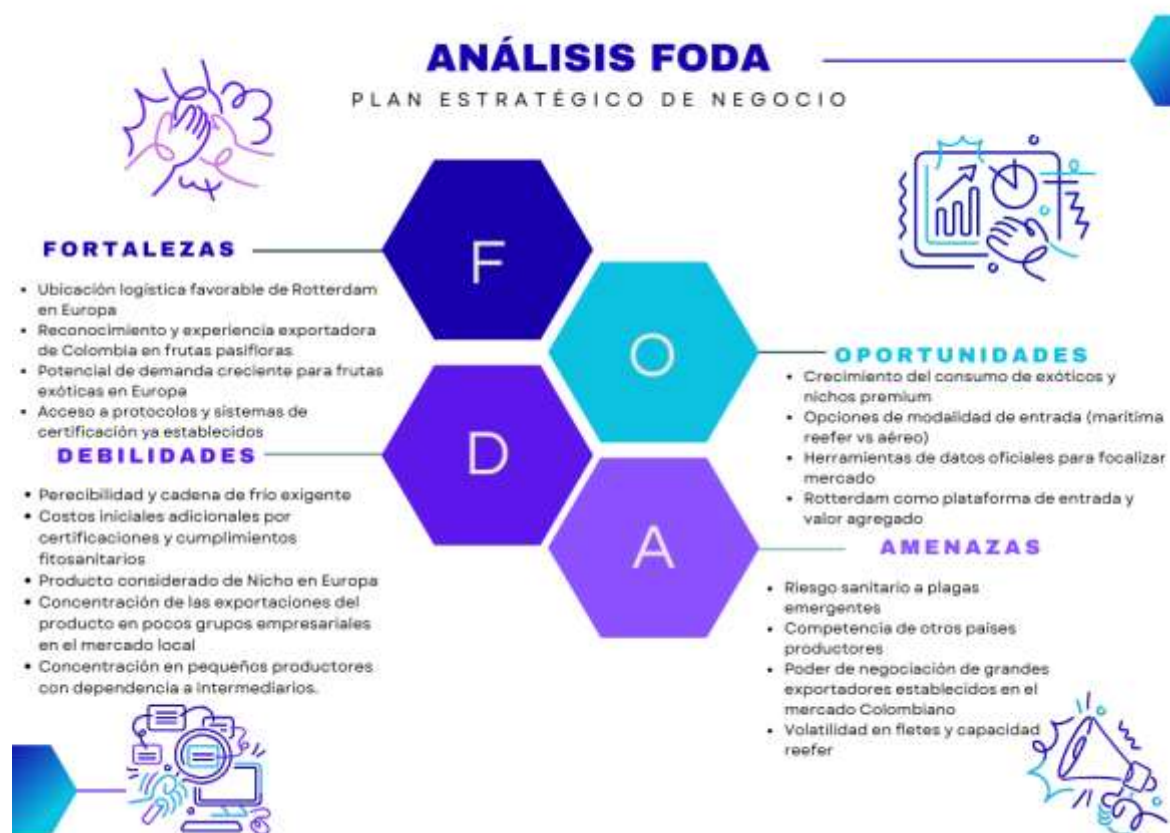 ANÁLISIS FODA
PLAN ESTRATÉGICO DE NEGOCIO
F
O
D
A
FORTALEZAS
Ubicación logística favorable de Rotterdam
en Europa
Reconocimiento y experiencia exportadora
de Colombia en frutas pasifloras
Potencial de demanda creciente para frutas
exóticas en Europa
Acceso a protocolos y sistemas de
certificación ya establecidos
OPORTUNIDADES
Crecimiento del consumo de exóticos y
nichos premium
Opciones de modalidad de entrada (marítima
reefer vs aéreo)
Herramientas de datos oficiales para focalizar
mercado
Rotterdam como plataforma de entrada y
valor agregado
DEBILIDADES
Perecibilidad y cadena de frío exigente
Costos iniciales adicionales por
certificaciones y cumplimientos
fitosanitarios
Producto considerado de Nicho en Europa
Concentración de las exportaciones del
producto en pocos grupos empresariales
en el mercado local
Concentración en pequeños productores
con dependencia a intermediarios.
AMENAZAS
Riesgo sanitario a plagas
emergentes
Competencia de otros países
productores
Poder de negociación de grandes
exportadores establecidos en el
mercado Colombiano
Volatilidad en fletes y capacidad
reefer